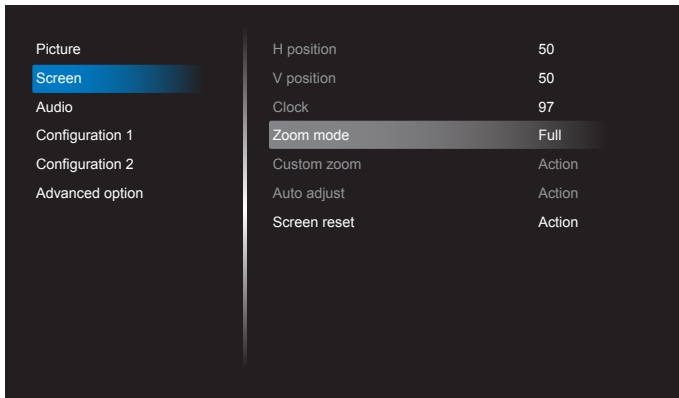 Picture
Screen
Audio
Configuration 1
Configuration 2
Advanced option
H position 50
V position 50
Clock 97
Zoom mode Full
Custom zoom Action
Auto adjust Action
Screen reset Action